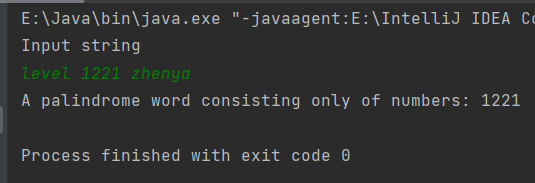 E:\Java\bin\java.exe "-javaagent:E:\IntelliJ IDEA Co
Input string
level 1221 zhenya
A palindrome word consisting only of numbers: 1221
Process finished with exit code 0